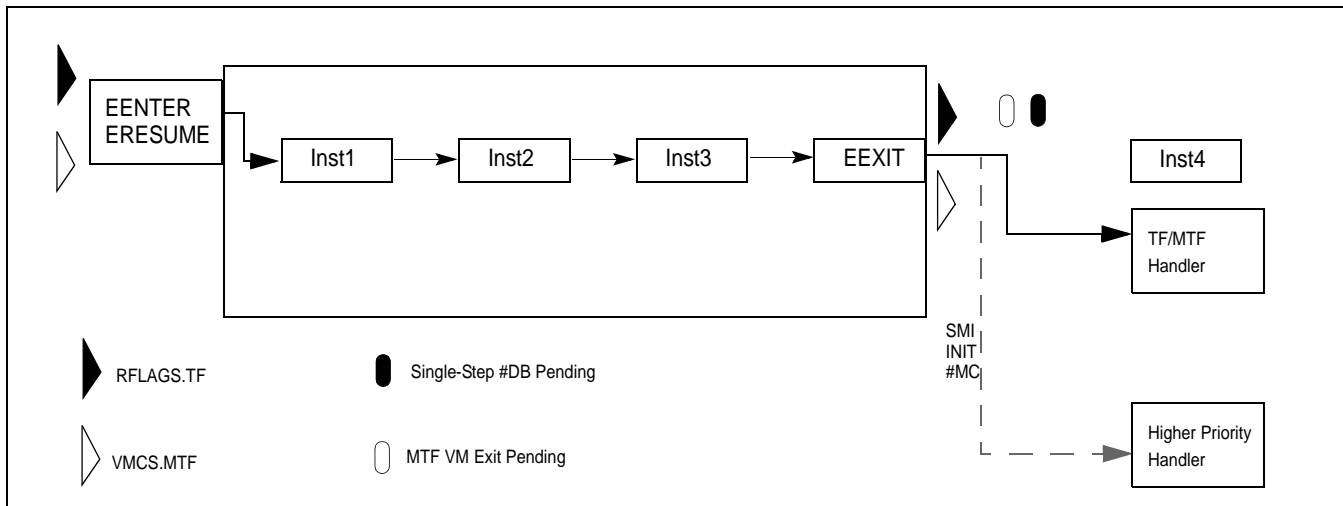 EENTER
ERESUME
Inst1
Inst2
Inst3
EEXIT
Inst4
TF/MTF
Handler
SMI
INIT
#MC
RFLAGS.TF
Single-Step #DB Pending
VMCS.MTF
MTF VM Exit Pending
Higher Priority
Handler